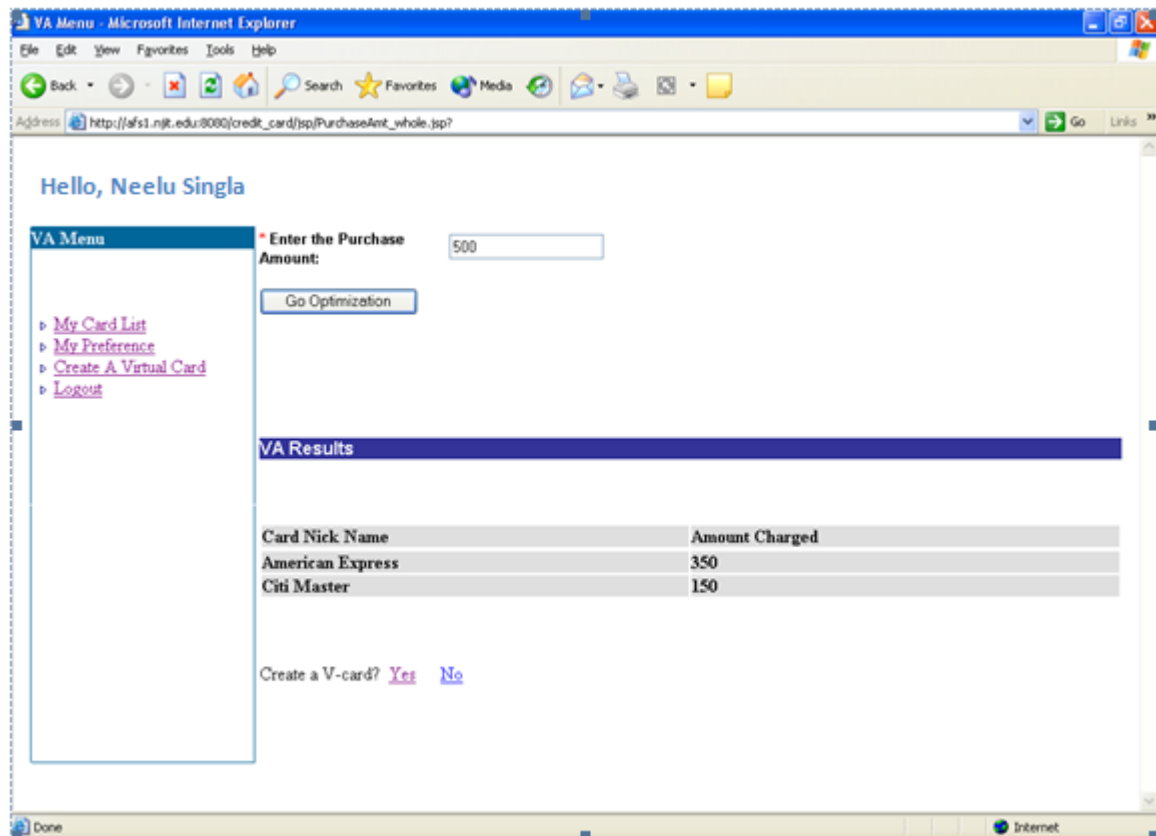 VA Menu - Microsoft Internet Explorer
File Edit View Favorites Tools Help
Back Search Favorites Media
Address http://afs1.njit.edu:8080/credit_card/jsp/PurchaseAmt_whole.jsp? Go Links »
Hello, Neelu Singla
VA Menu
My Card List
My Preference
Create A Virtual Card
Logout
* Enter the Purchase
Amount:
500
Go Optimization
VA Results
Card Nick Name Amount Charged
American Express 350
Citi Master 150
Create a V-card? Yes No
Done Internet